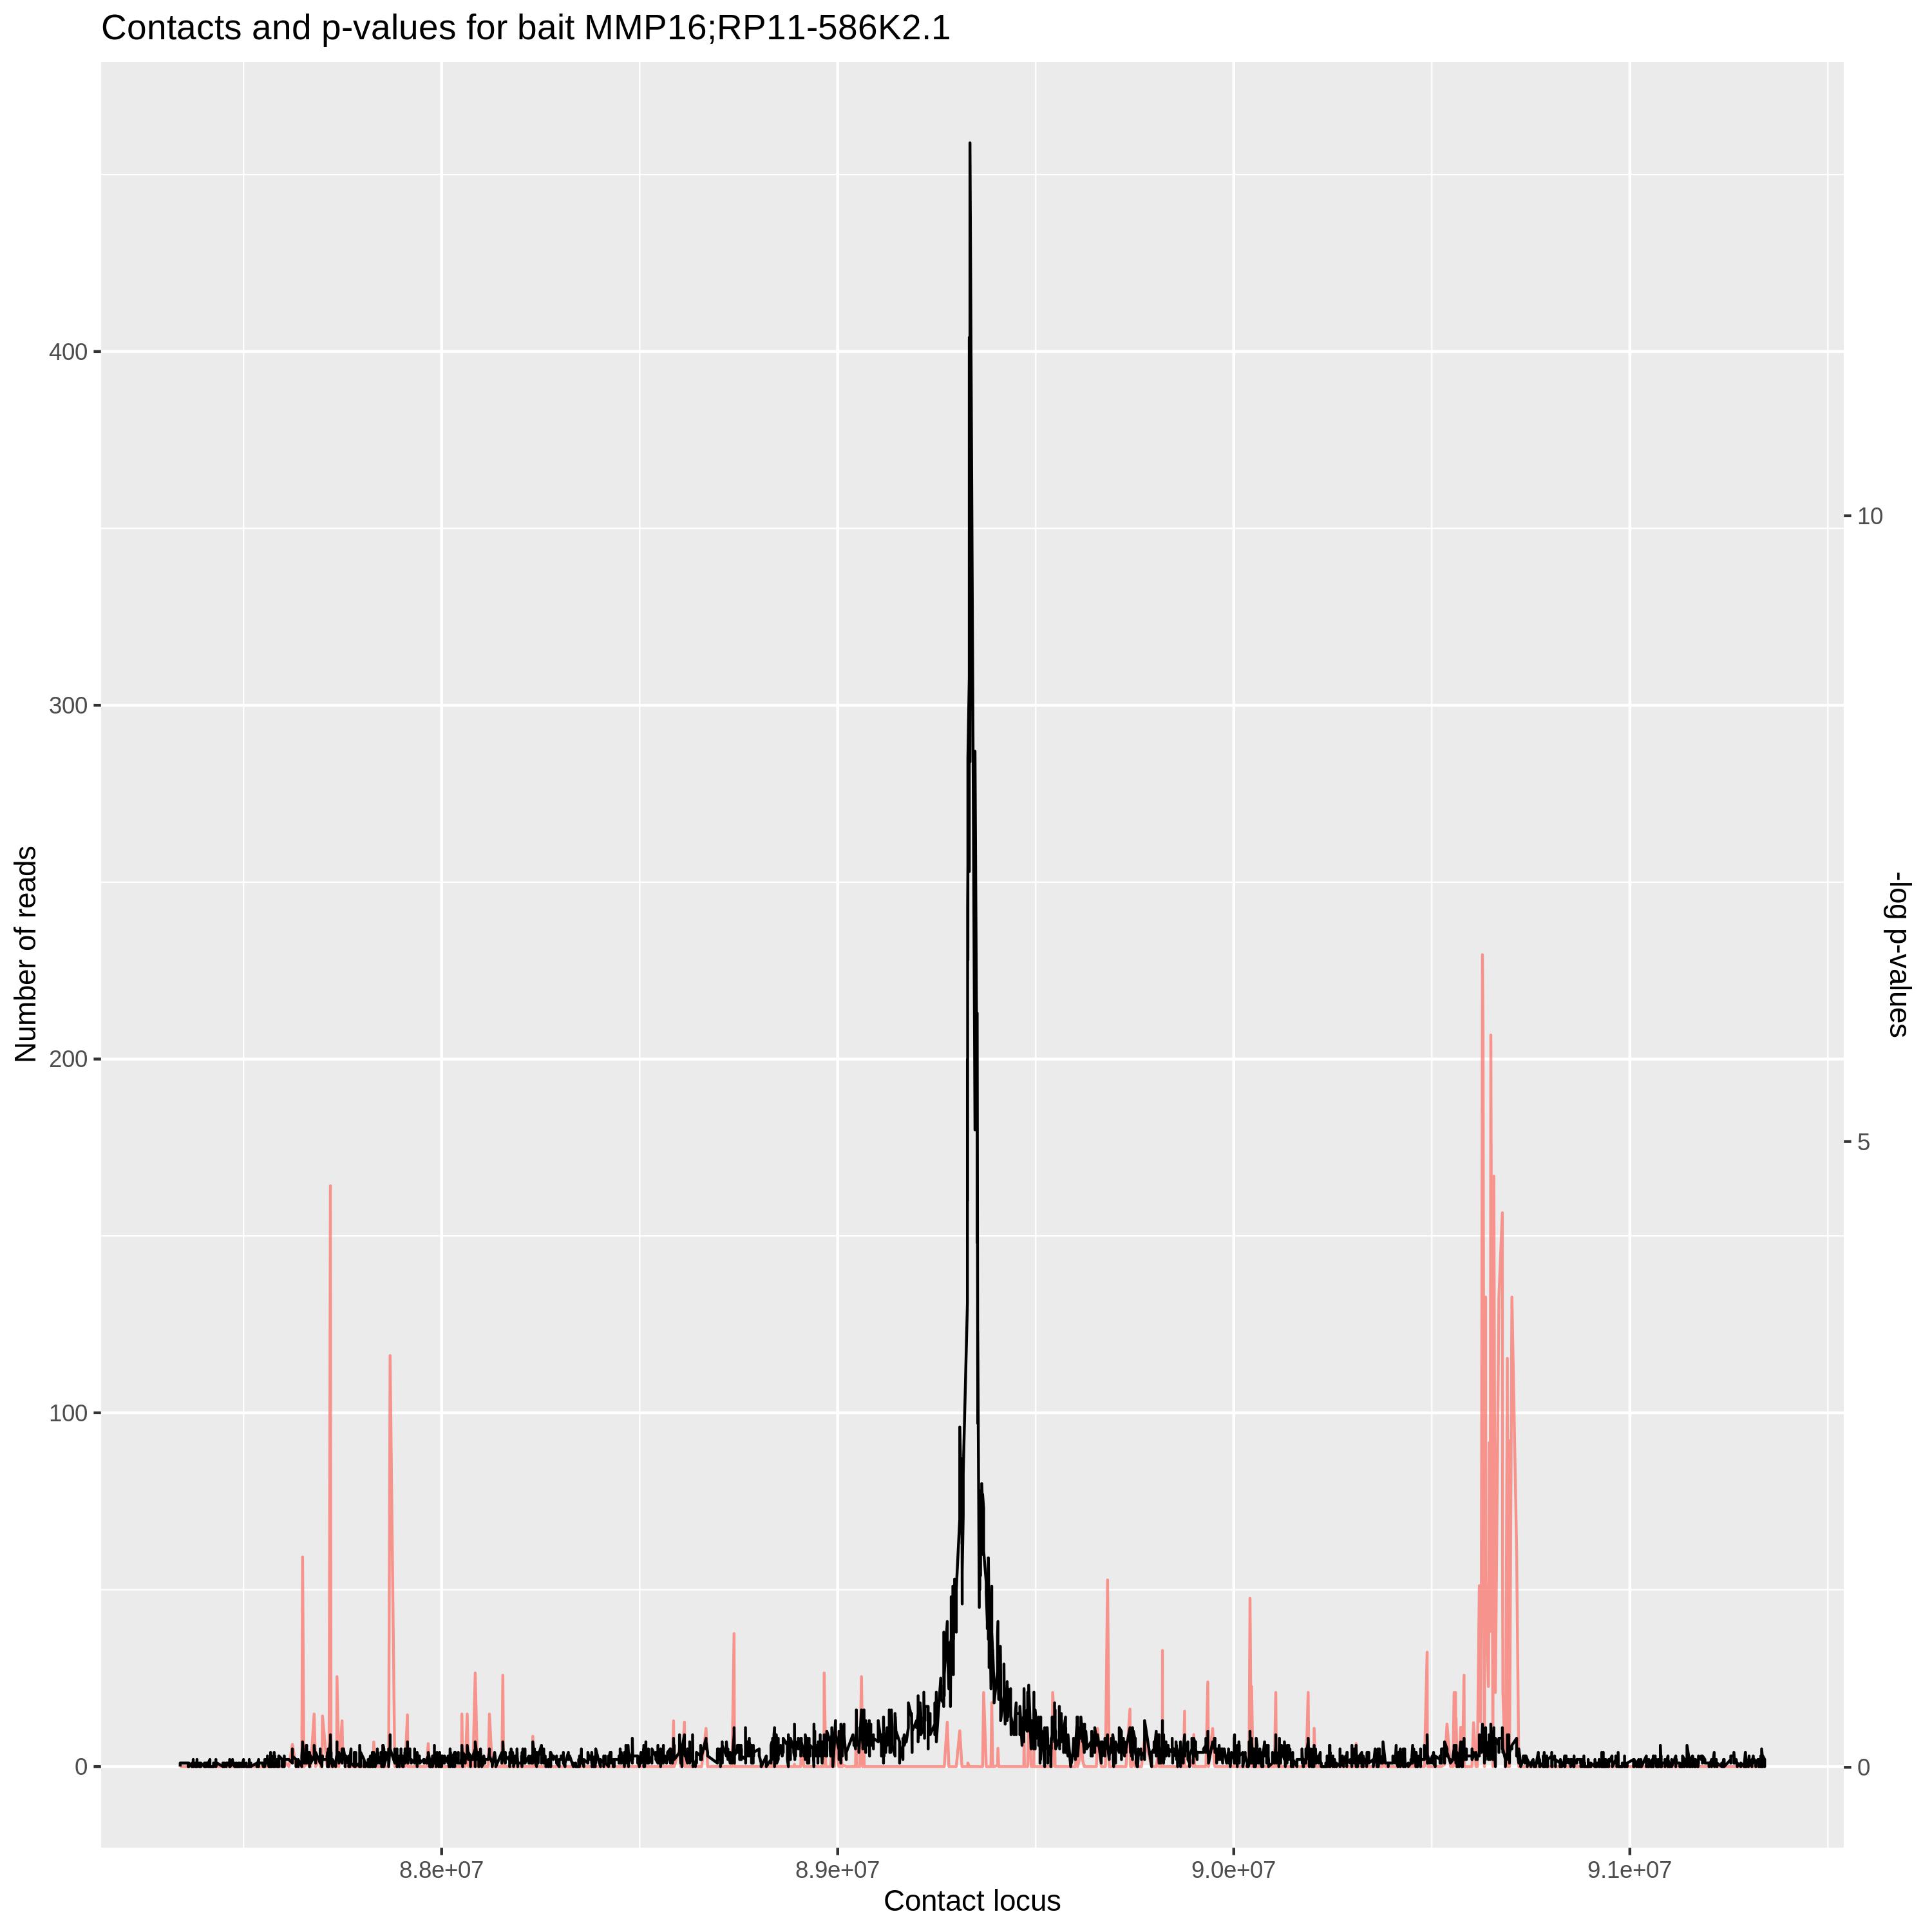 Contacts and p-values for bait MMP16;RP11-586K2.1
Number of reads
400
300
200
100
0
10
5
0
-log p-values
8.8e+07
8.9e+07
9.0e+07
9.1e+07
Contact locus